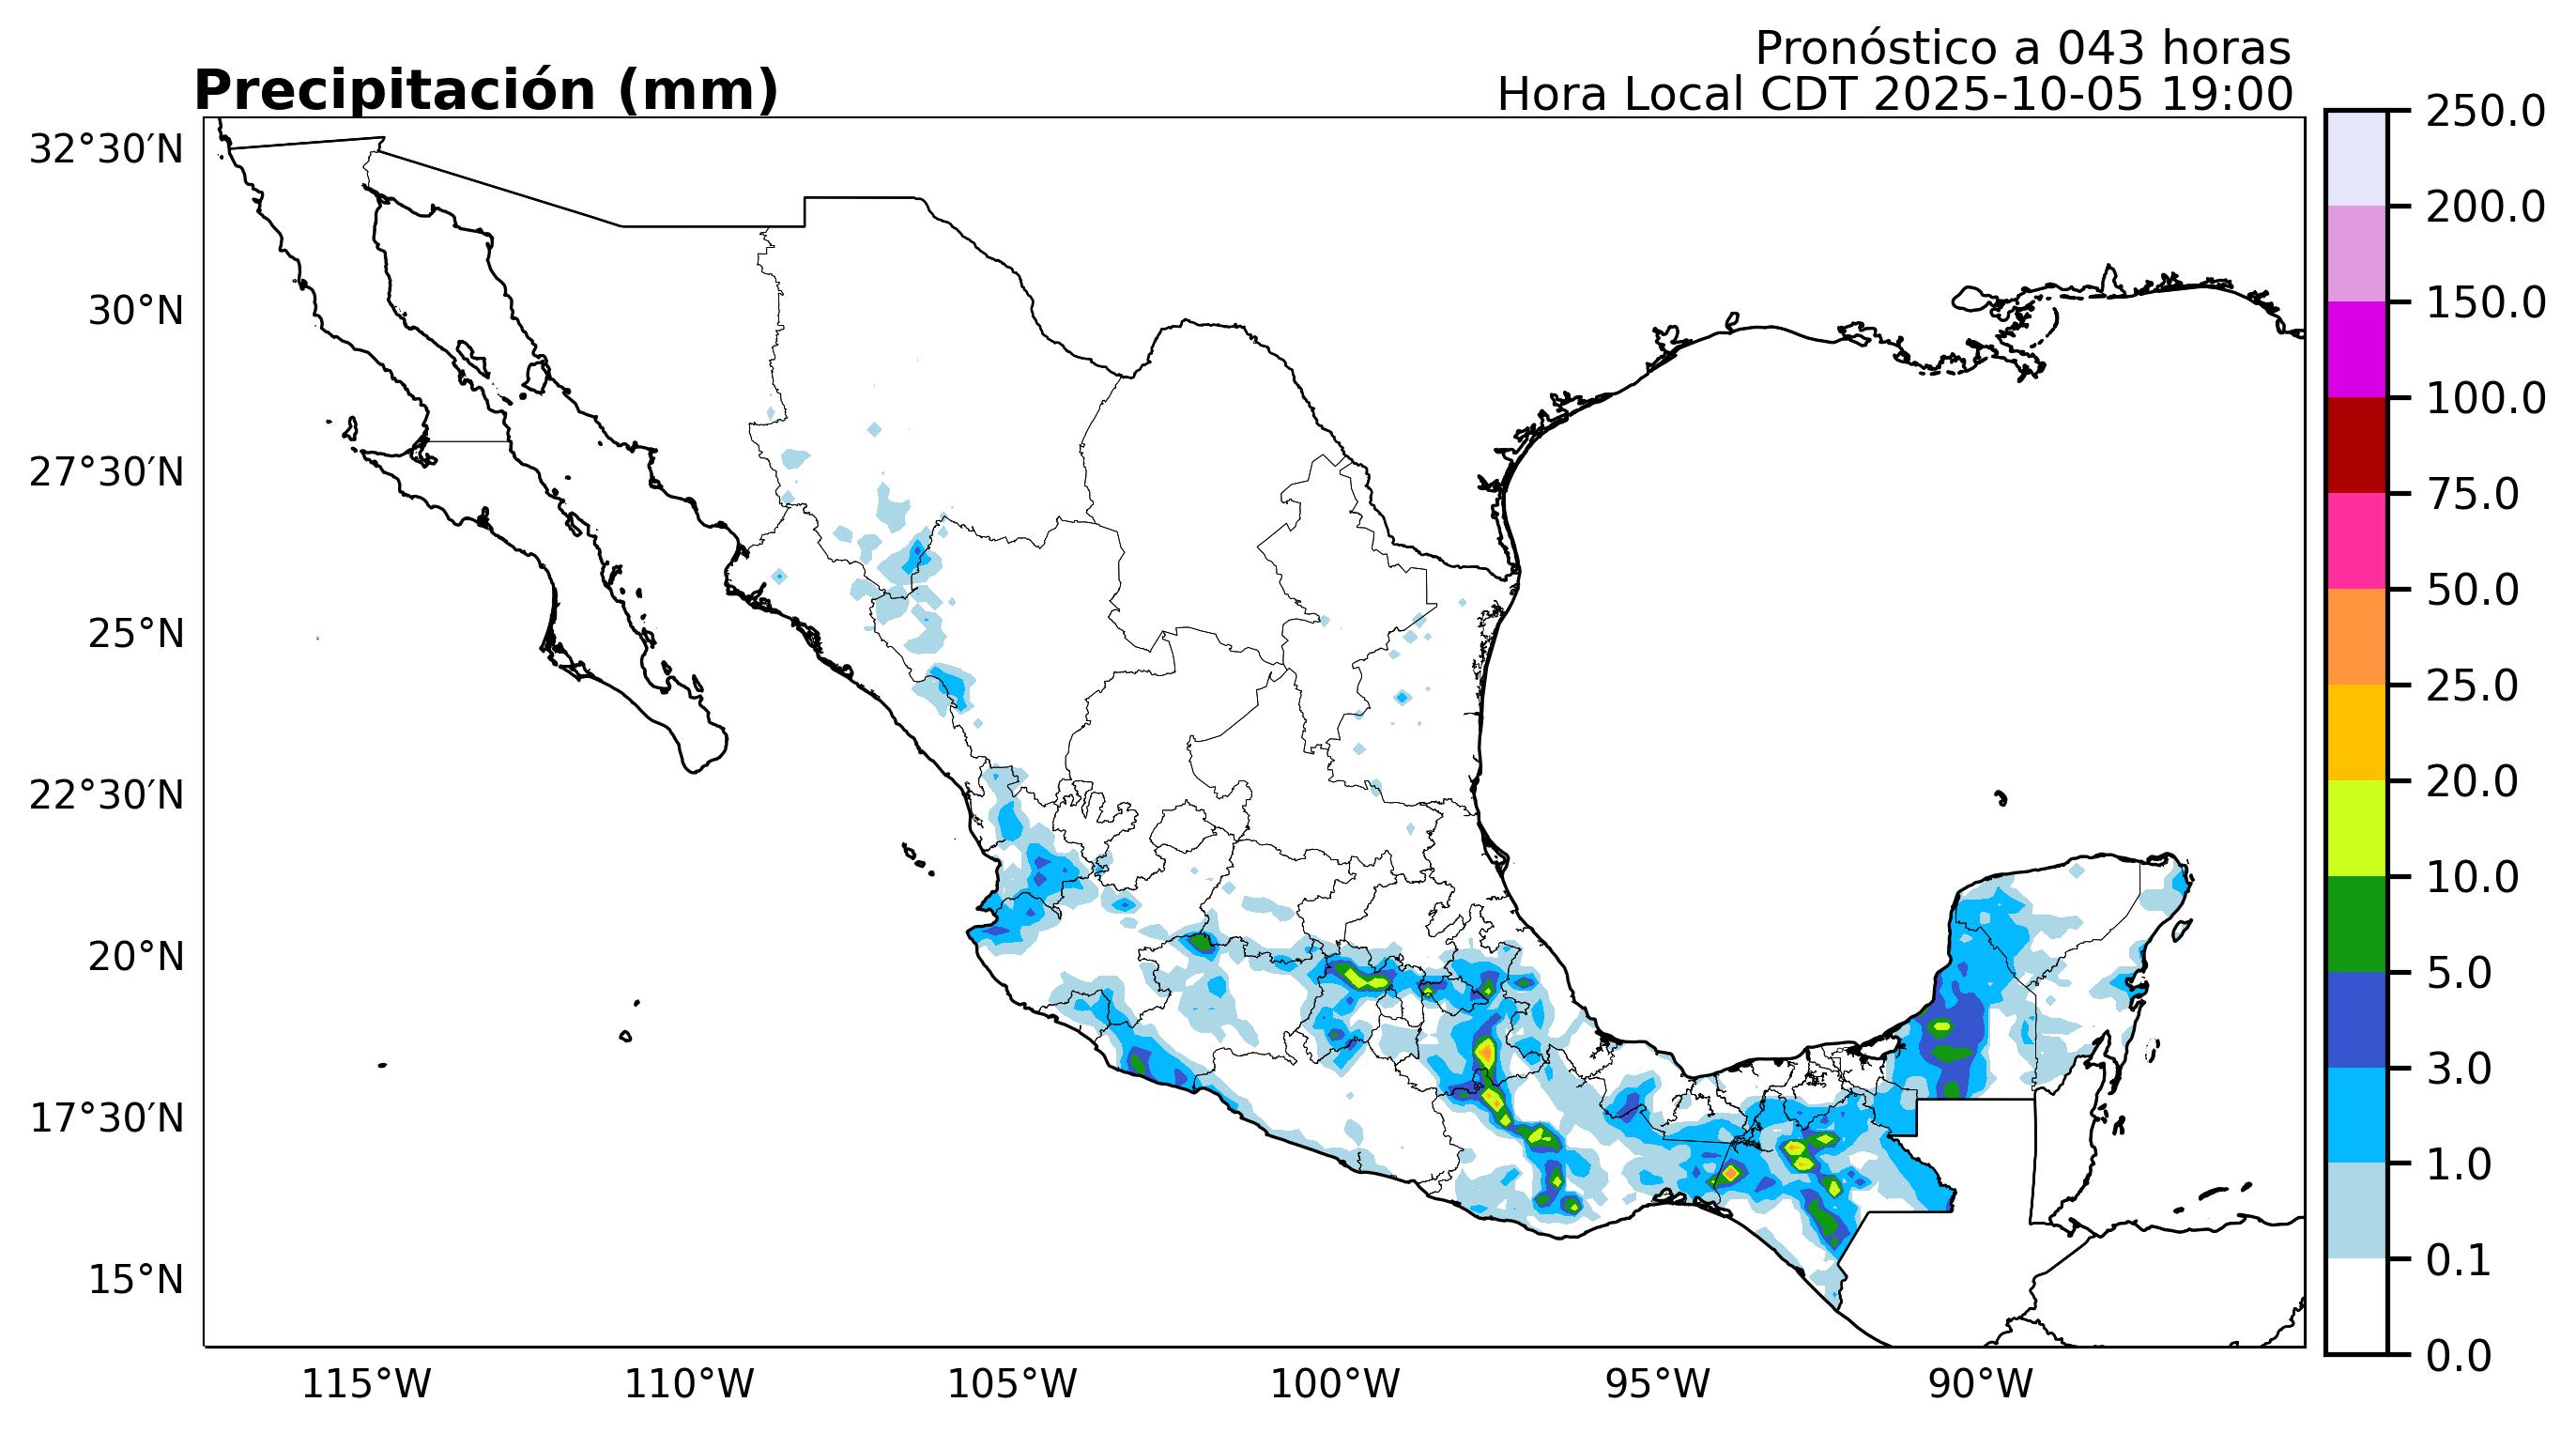 Pronóstico a 043 horas
Precipitación (mm)
Hora Local CDT 2025-10-05 19:00
32°30′N
30°N
27°30′N
25°N
22°30′N
20°N
17°30′N
15°N
115°W
110°W
105°W
100°W
95°W
90°W
250.0
200.0
150.0
100.0
75.0
50.0
25.0
20.0
10.0
5.0
3.0
1.0
0.1
0.0